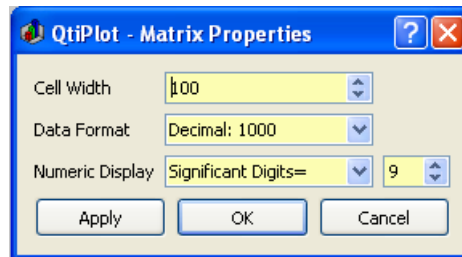 QtiPlot - Matrix Properties
Cell Width 100
Data Format Decimal: 1000
Numeric Display Significant Digits= 9
Apply OK Cancel